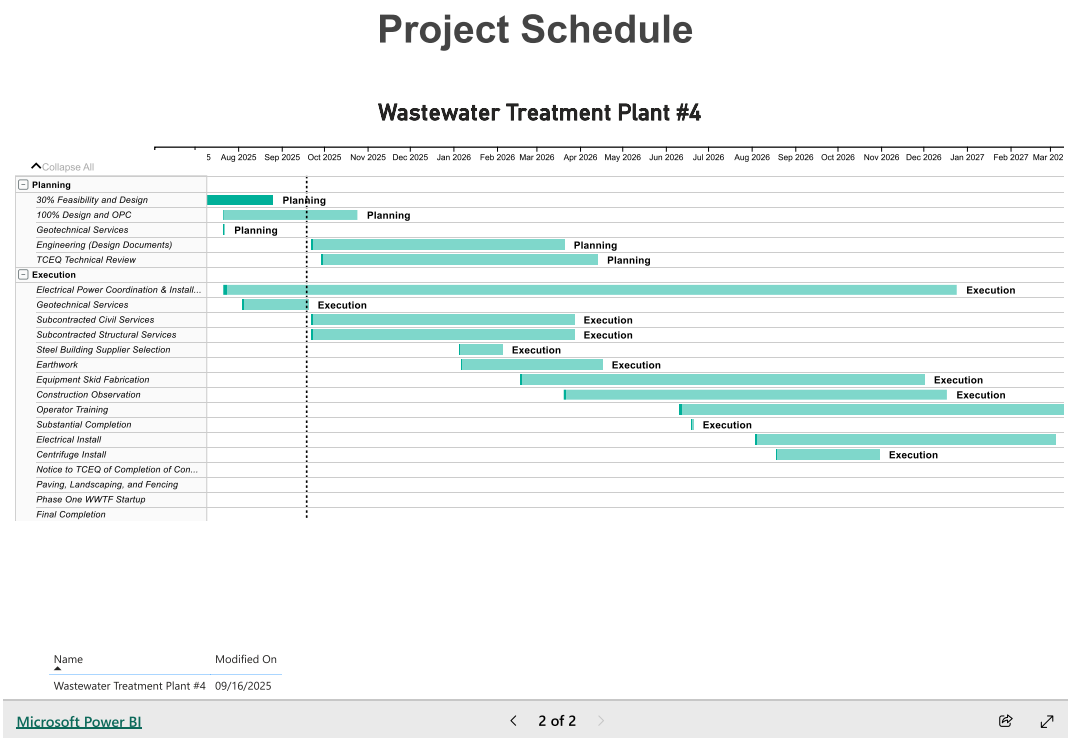 Project Schedule
Wastewater Treatment Plant #4
5 Aug 2025 Sep 2025 Oct 2025 Nov 2025 Dec 2025 Jan 2026 Feb 2026 Mar 2026 Apr 2026 May 2026 Jun 2026 Jul 2026 Aug 2026 Sep 2026 Oct 2026 Nov 2026 Dec 2026 Jan 2027 Feb 2027 Mar 202
Collapse All
Planning
30% Feasibility and Design Planning
100% Design and OPC Planning
Geotechnical Services Planning
Engineering (Design Documents) Planning
TCEQ Technical Review Planning
Execution
Electrical Power Coordination & Install... Execution
Geotechnical Services Execution
Subcontracted Civil Services Execution
Subcontracted Structural Services Execution
Steel Building Supplier Selection Execution
Earthwork Execution
Equipment Skid Fabrication Execution
Construction Observation Execution
Operator Training
Substantial Completion Execution
Electrical Install
Centrifuge Install Execution
Notice to TCEQ of Completion of Con...
Paving, Landscaping, and Fencing
Phase One WWTF Startup
Final Completion
Name Modified On
Wastewater Treatment Plant #4 09/16/2025
Microsoft Power BI 2 of 2